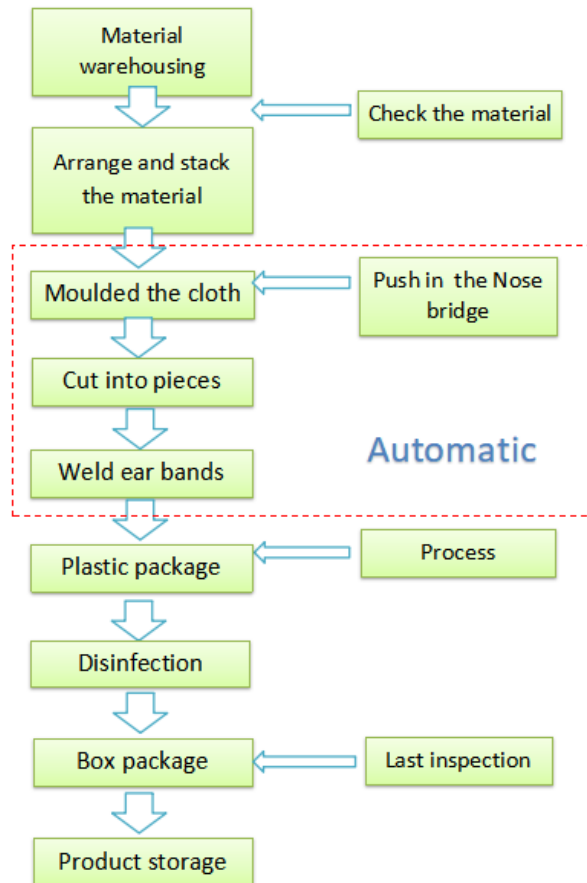 Material
warehousing
Check the material
Arrange and stack
the material
Moulded the cloth
Push in the Nose
bridge
Cut into pieces
Automatic
Weld ear bands
Plastic package
Process
Disinfection
Box package
Last inspection
Product storage